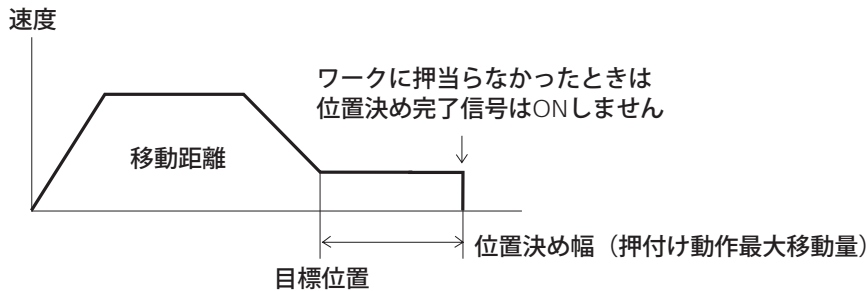 速度
ワークに押当らなかったときは
位置決め完了信号はONしません
移動距離
位置決め幅（押付け動作最大移動量）
目標位置